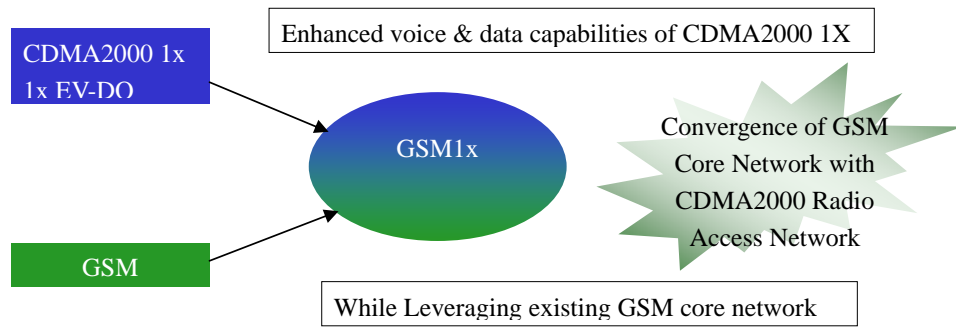 Enhanced voice & data capabilities of CDMA2000 1X
CDMA2000 1x
1x EV-DO
GSM1x
Convergence of GSM
Core Network with
CDMA2000 Radio
Access Network
GSM
While Leveraging existing GSM core network